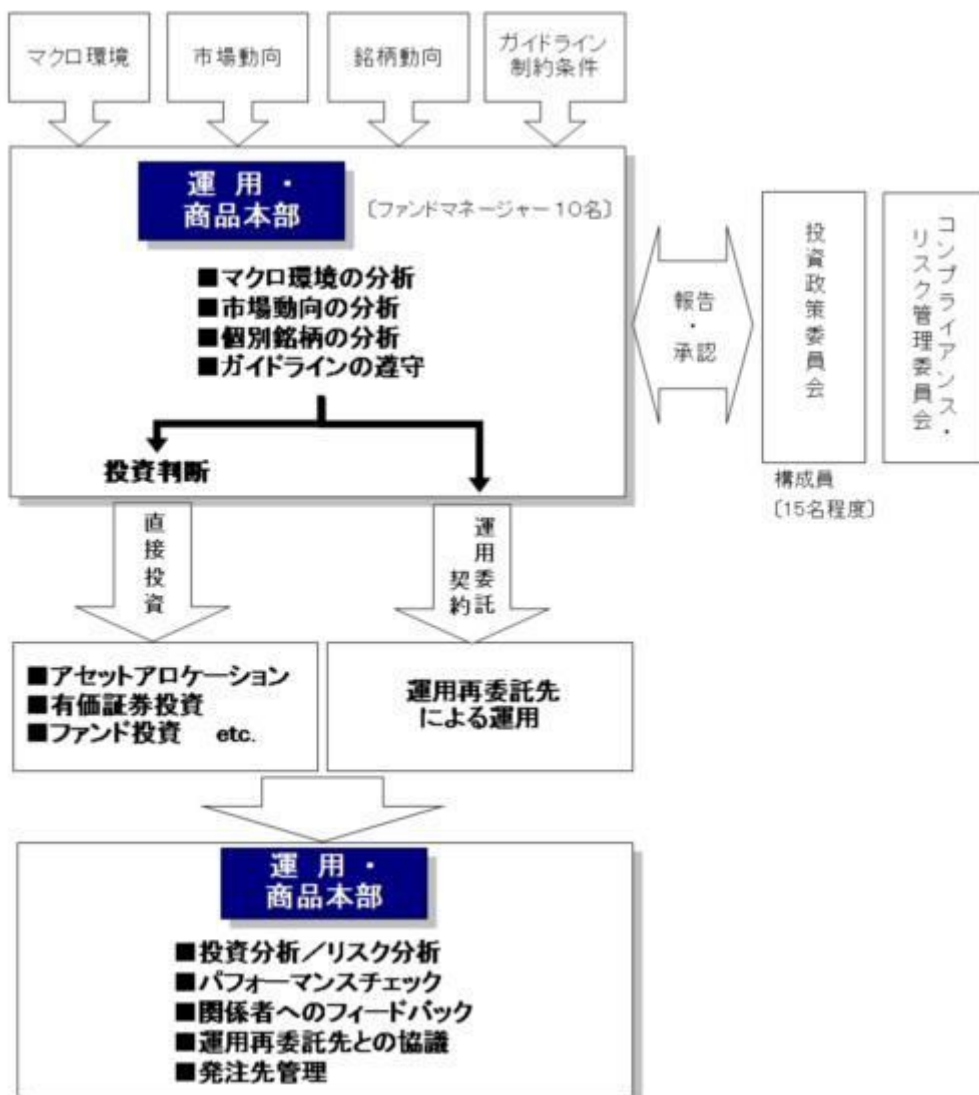 マクロ環境
市場動向
銘柄動向
ガイドライン
制約条件
運 用 ・
商品本部
〔ファンドマネージャー10名〕
■マクロ環境の分析
■市場動向の分析
■個別銘柄の分析
■ガイドラインの遵守
投資判断
報告
・
承認
投資政策委員会
コンプライアンス・
リスク管理委員会
構成員
〔15名程度〕
直接投資
運用委託
契約
■アセットアロケーション
■有価証券投資
■ファンド投資 etc.
運用再委託先
による運用
運 用 ・
商品本部
■投資分析／リスク分析
■パフォーマンスチェック
■関係者へのフィードバック
■運用再委託先との協議
■発注先管理